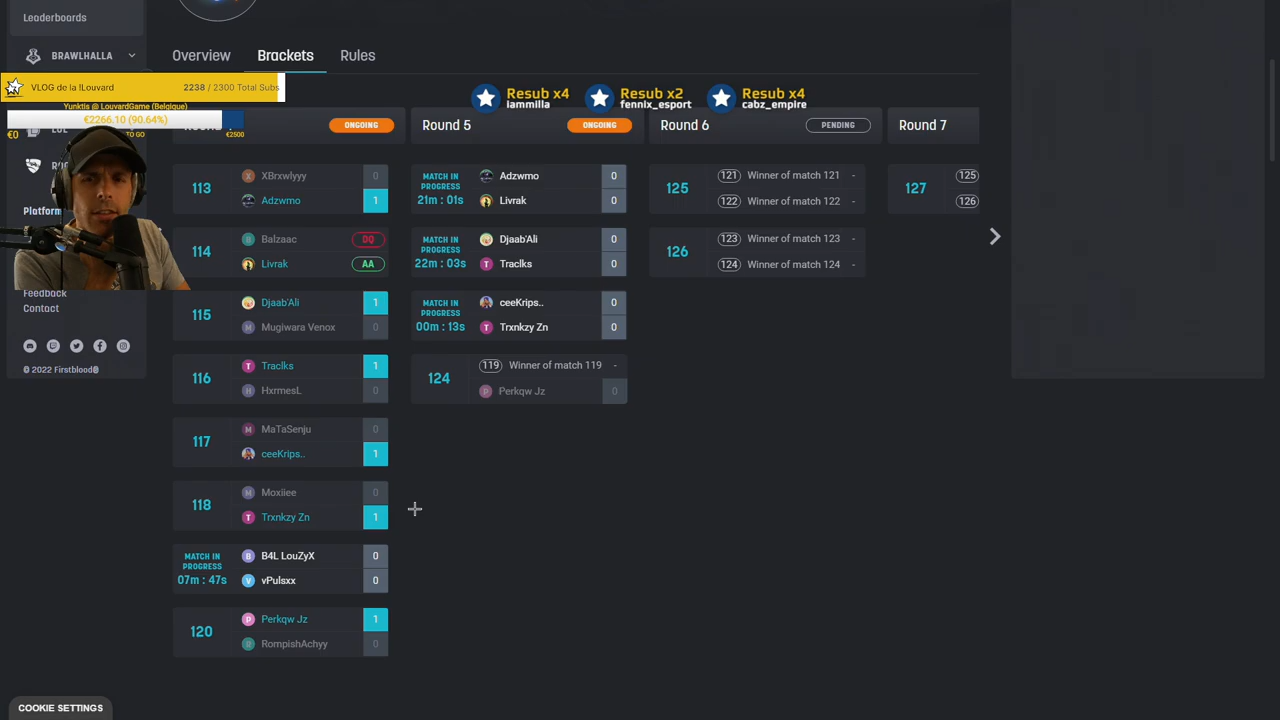 Leaderboards
BRAWLHALLA
Overview Brackets Rules
VLOG de la !Louvard 2238 / 2300 Total Subs
Yunktis @ LouvardGame (Belgique)
€2266.10 (90.64%)
€0 TO GO €2500
Resub x4
iammilla
Resub x2
fennix_esport
Resub x4
cabz_empire
ONGOING
Round 5 ONGOING
Round 6 PENDING
Round 7
113
XBrxwlyyy 0
Adzwmo 1
114
Balzaac DQ
Livrak AA
115
Djaab'Ali 1
Mugiwara Venox 0
116
Traclks 1
HxrmesL 0
117
MaTaSenju 0
ceeKrips.. 1
118
Moxiiee 0
Trxnkzy Zn 1
MATCH IN
PROGRESS
07m : 47s
B4L LouZyX 0
vPulsxx 0
120
Perkqw Jz 1
RompishAchyy 0
MATCH IN
PROGRESS
21m : 01s
Adzwmo 0
Livrak 0
MATCH IN
PROGRESS
22m : 03s
Djaab'Ali 0
Traclks 0
MATCH IN
PROGRESS
00m : 13s
ceeKrips.. 0
Trxnkzy Zn 0
124
119 Winner of match 119 -
Perkqw Jz 0
125
121 Winner of match 121 -
122 Winner of match 122 -
126
123 Winner of match 123 -
124 Winner of match 124 -
127
125
126
Platform
Feedback
Contact
© 2022 Firstblood®
COOKIE SETTINGS